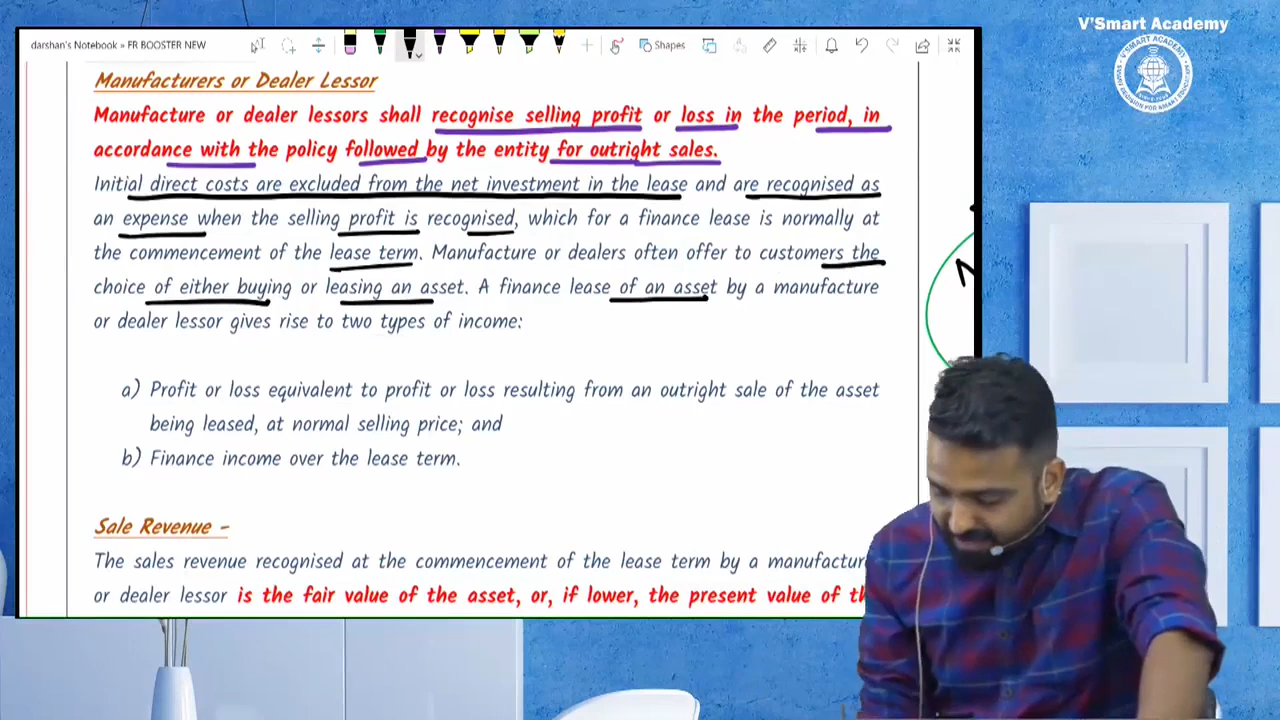 V'Smart Academy
darshan's Notebook » FR BOOSTER NEW
Shapes
Manufacturers or Dealer Lessor
Manufacture or dealer lessors shall recognise selling profit or loss in the period, in
accordance with the policy followed by the entity for outright sales.
Initial direct costs are excluded from the net investment in the lease and are recognised as
an expense when the selling profit is recognised, which for a finance lease is normally at
the commencement of the lease term. Manufacture or dealers often offer to customers the
choice of either buying or leasing an asset. A finance lease of an asset by a manufacture
or dealer lessor gives rise to two types of income:
a) Profit or loss equivalent to profit or loss resulting from an outright sale of the asset
being leased, at normal selling price; and
b) Finance income over the lease term.
Sale Revenue –
The sales revenue recognised at the commencement of the lease term by a manufacture
or dealer lessor is the fair value of the asset, or, if lower, the present value of